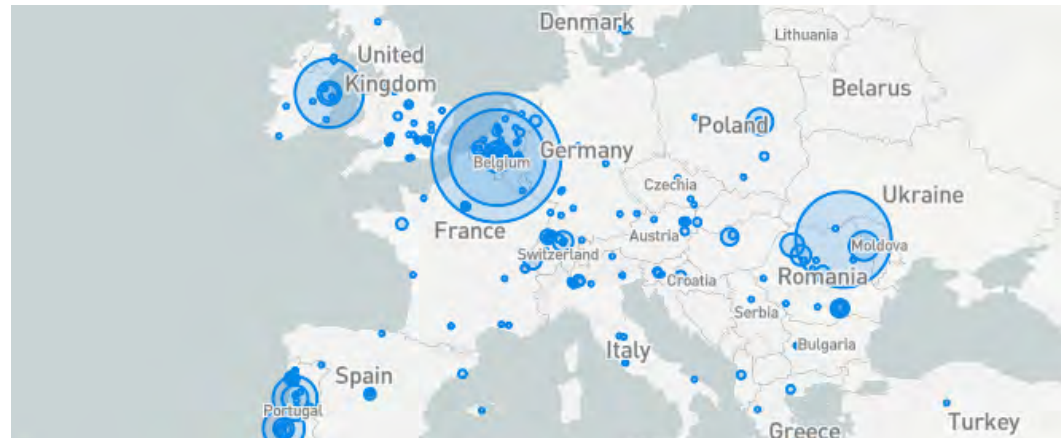 Denmark
Lithuania
United
Kingdom
Belarus
Poland
Germany
Belgium
Czechia
Ukraine
France
Austria
Moldova
Switzerland
Romania
Croatia
Serbia
Bulgaria
Italy
Spain
Portugal
Turkey
Greece